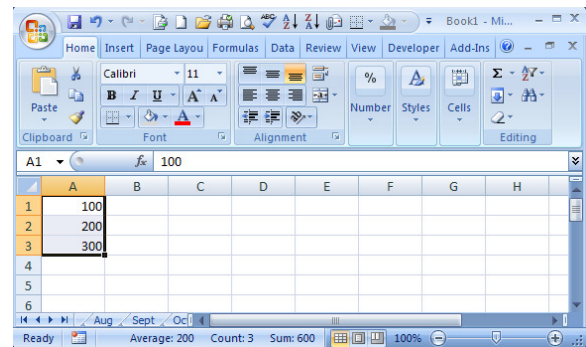 Book1 - Mi...
Home Insert Page Layou Formulas Data Review View Developer Add-Ins
Calibri 11
Paste B I U A A % Number Styles Cells Σ
Clipboard Font Alignment Editing
A1 fx 100
A B C D E F G H
1 100
2 200
3 300
4
5
6
Aug Sept Oct
Ready Average: 200 Count: 3 Sum: 600 100%